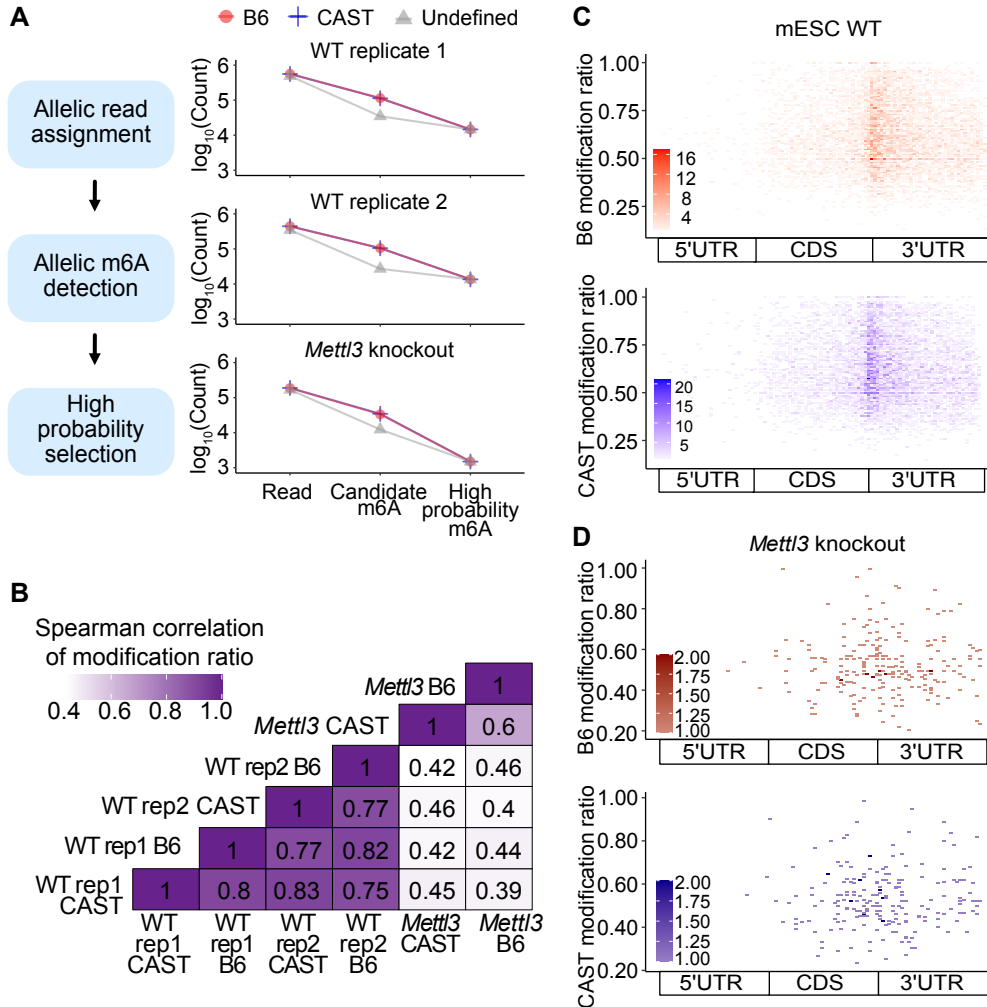 A
B6 CAST Undefined
Allelic read
assignment
Allelic m6A
detection
High
probability
selection
WT replicate 1
log10(Count)
6
5
4
3
WT replicate 2
log10(Count)
6
5
4
3
Mettl3 knockout
log10(Count)
6
5
4
3
Read
Candidate
m6A
High
probability
m6A
B
Spearman correlation
of modification ratio
0.4 0.6 0.8 1.0
Mettl3 B6 1
Mettl3 CAST 1 0.6
WT rep2 B6 1 0.42 0.46
WT rep2 CAST 1 0.77 0.46 0.4
WT rep1 B6 1 0.77 0.82 0.42 0.44
WT rep1
CAST
1 0.8 0.83 0.75 0.45 0.39
WT
rep1
CAST
WT
rep1
B6
WT
rep2
CAST
WT
rep2
B6
Mettl3
CAST
Mettl3
B6
C
mESC WT
B6 modification ratio
1.00
0.75
0.50
0.25
16
12
8
4
5'UTR CDS 3'UTR
CAST modification ratio
1.00
0.75
0.50
0.25
20
15
10
5
5'UTR CDS 3'UTR
D
Mettl3 knockout
B6 modification ratio
1.00
0.80
0.60
0.40
0.20
2.00
1.75
1.50
1.25
1.00
5'UTR CDS 3'UTR
CAST modification ratio
1.00
0.80
0.60
0.40
0.20
2.00
1.75
1.50
1.25
1.00
5'UTR CDS 3'UTR